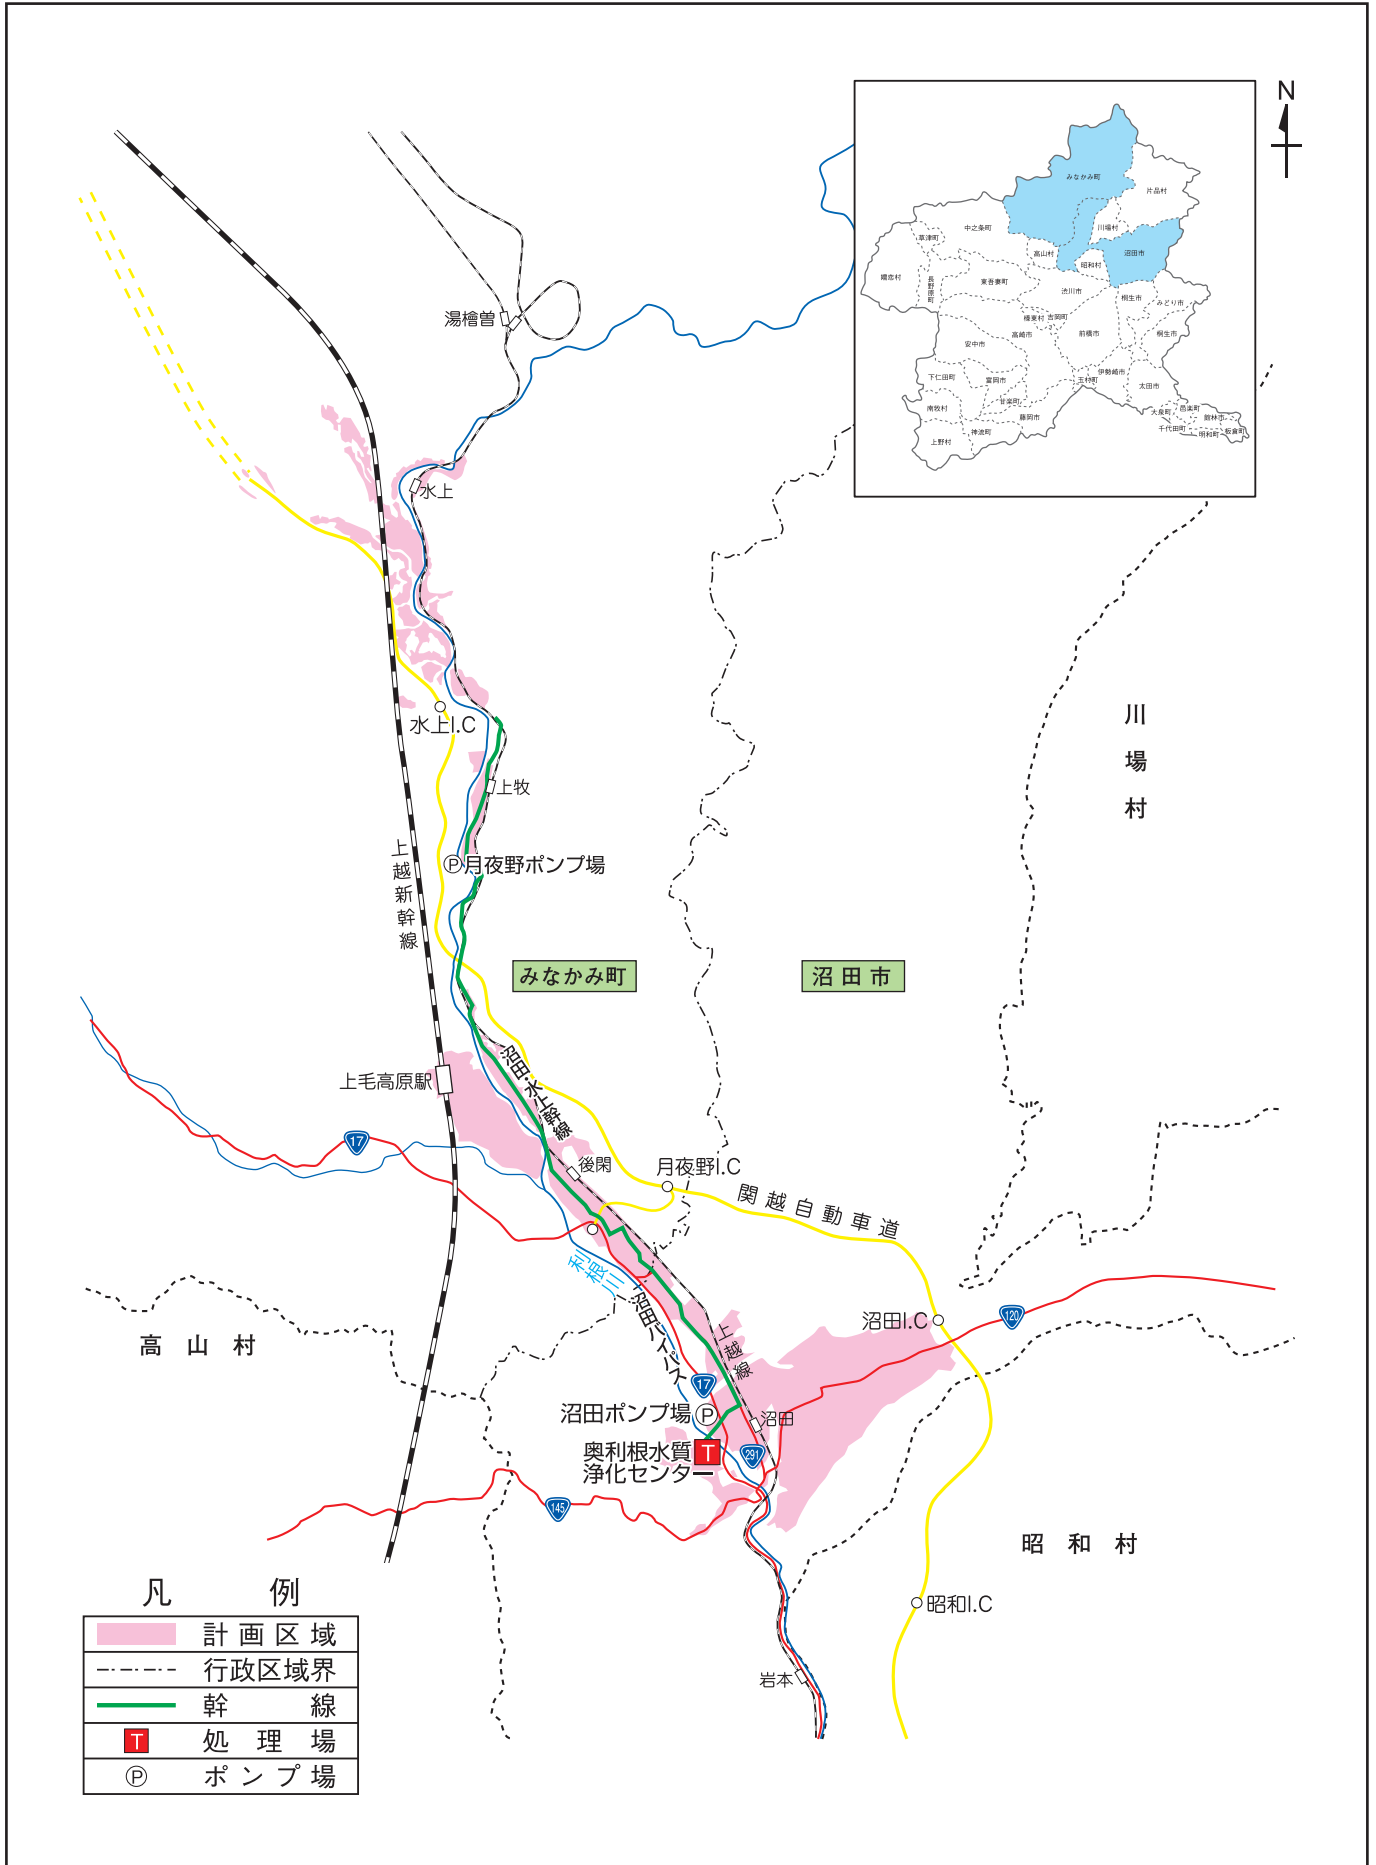 N
みなかみ町
片品村
中之条町
川場村
草津町
高山村
沼田市
昭和村
嬬恋村
長野原町
東吾妻町
渋川市
桐生市
みどり市
榛東村
吉岡町
高崎市
前橋市
桐生市
安中市
伊勢崎市
下仁田町
富岡市
玉村町
太田市
甘楽町
南牧村
藤岡市
大泉町
邑楽町
館林市
神流町
千代田町
明和町
板倉町
上野村
湯檜曽
水上
水上I.C
川場村
上牧
上越新幹線
P
月夜野ポンプ場
みなかみ町
沼田市
沼田・水上幹線
上毛高原駅
17
後閑
月夜野I.C
関越自動車道
利根川
沼田バイパス
上越線
沼田I.C
120
高山村
17
沼田ポンプ場
P
沼田
奥利根水質
浄化センター
T
291
145
昭和村
昭和I.C
岩本
凡例
計画区域
行政区域界
幹線
T
処理場
P
ポンプ場